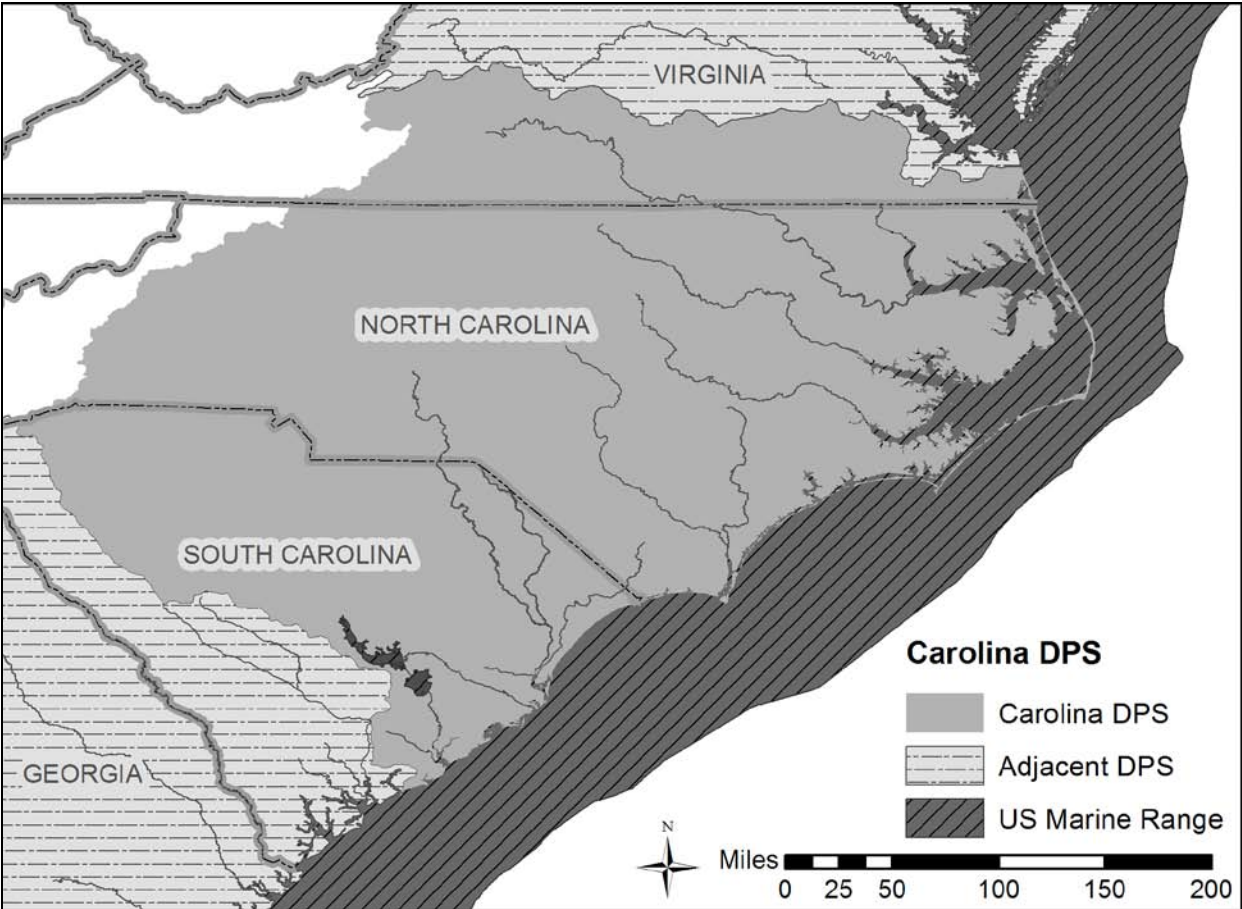 VIRGINIA
NORTH CAROLINA
SOUTH CAROLINA
GEORGIA
Carolina DPS
Carolina DPS
Adjacent DPS
US Marine Range
N
Miles
0 25 50 100 150 200